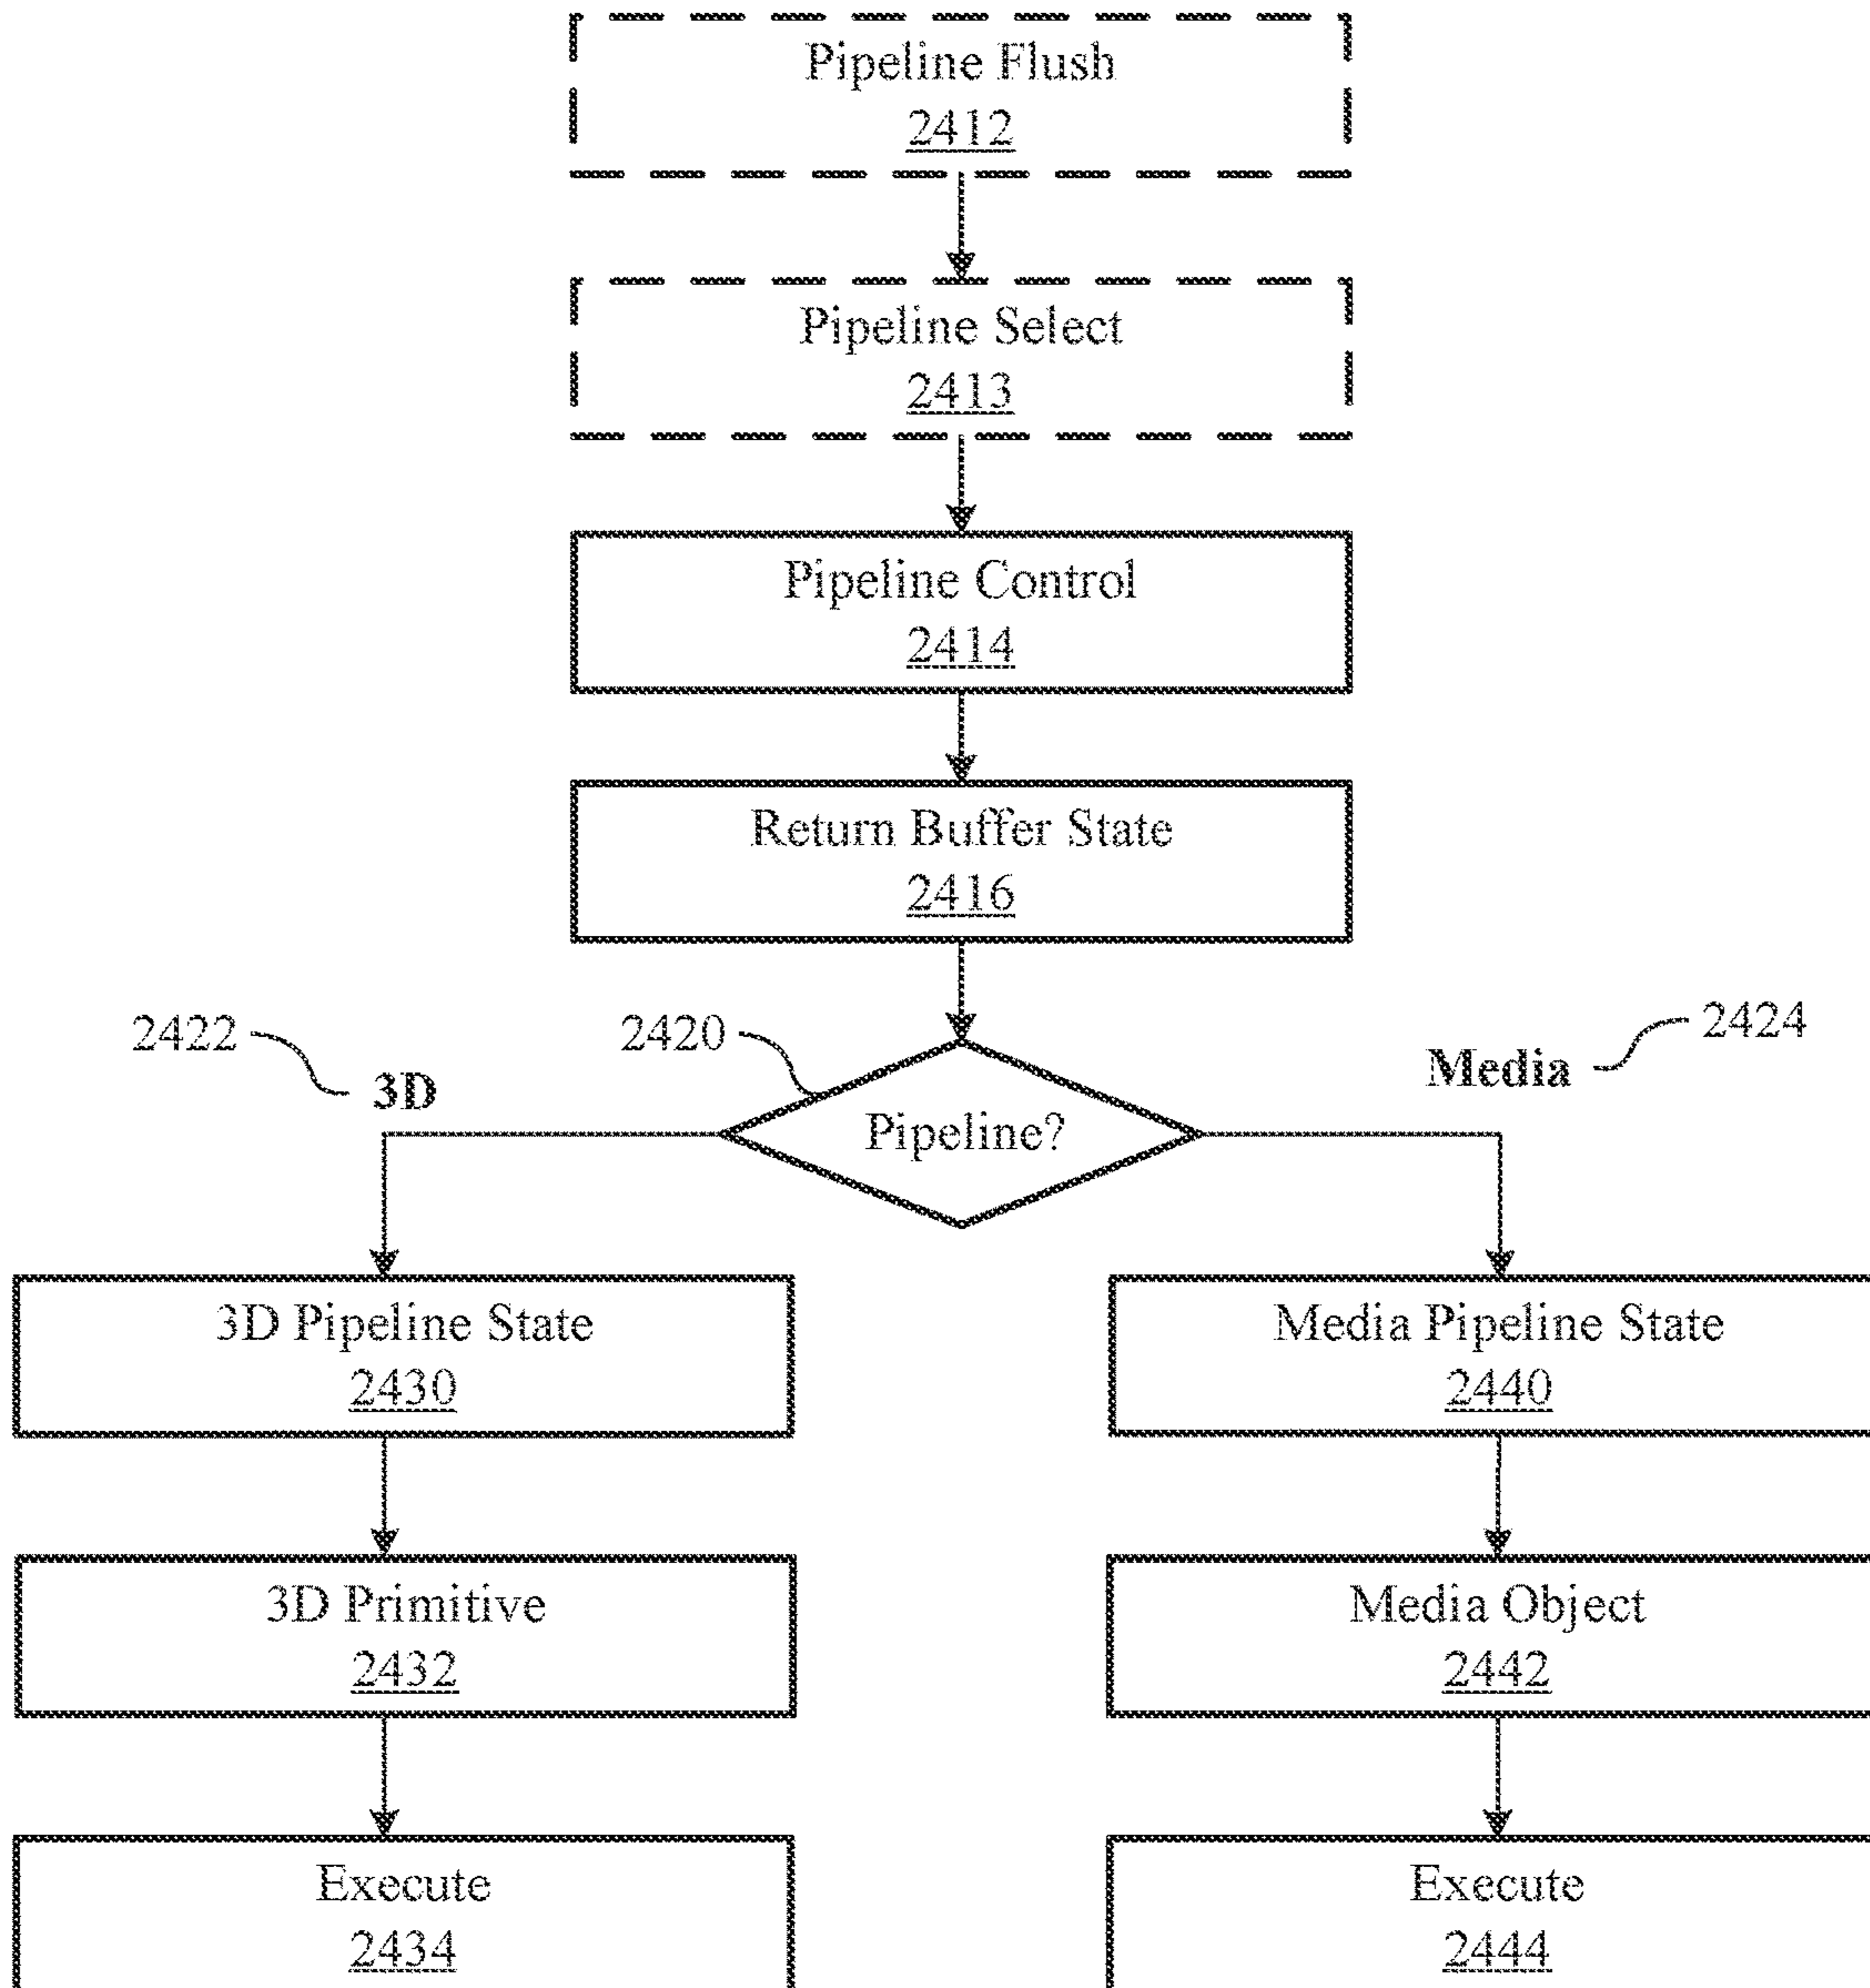 Pipeline Flush
2412
Pipeline Select
2413
Pipeline Control
2414
Return Buffer State
2416
2422
2420
2424
3D
Media
Pipeline?
3D Pipeline State
2430
Media Pipeline State
2440
3D Primitive
2432
Media Object
2442
Execute
2434
Execute
2444